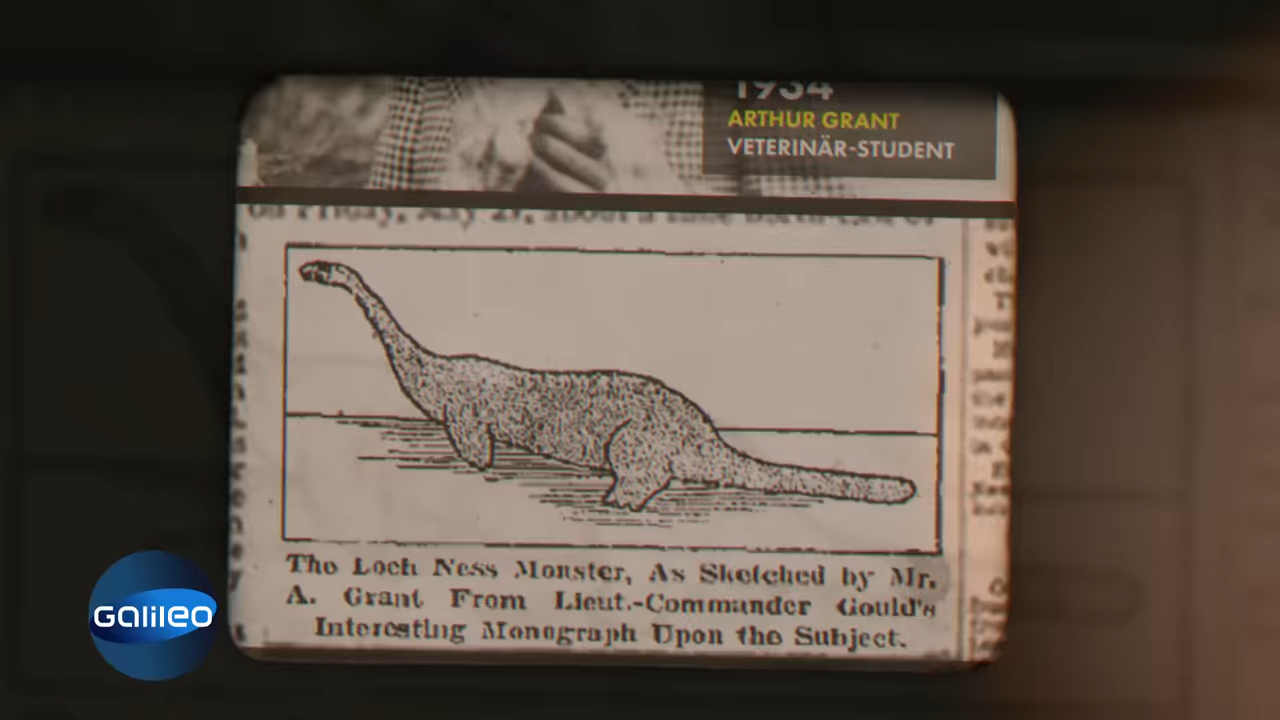 1934
ARTHUR GRANT
VETERINÄR-STUDENT
The Loch Ness Monster, As Sketched by Mr.
A. Grant From Lieut.-Commander Gould's
Interesting Monograph Upon the Subject.
Galileo